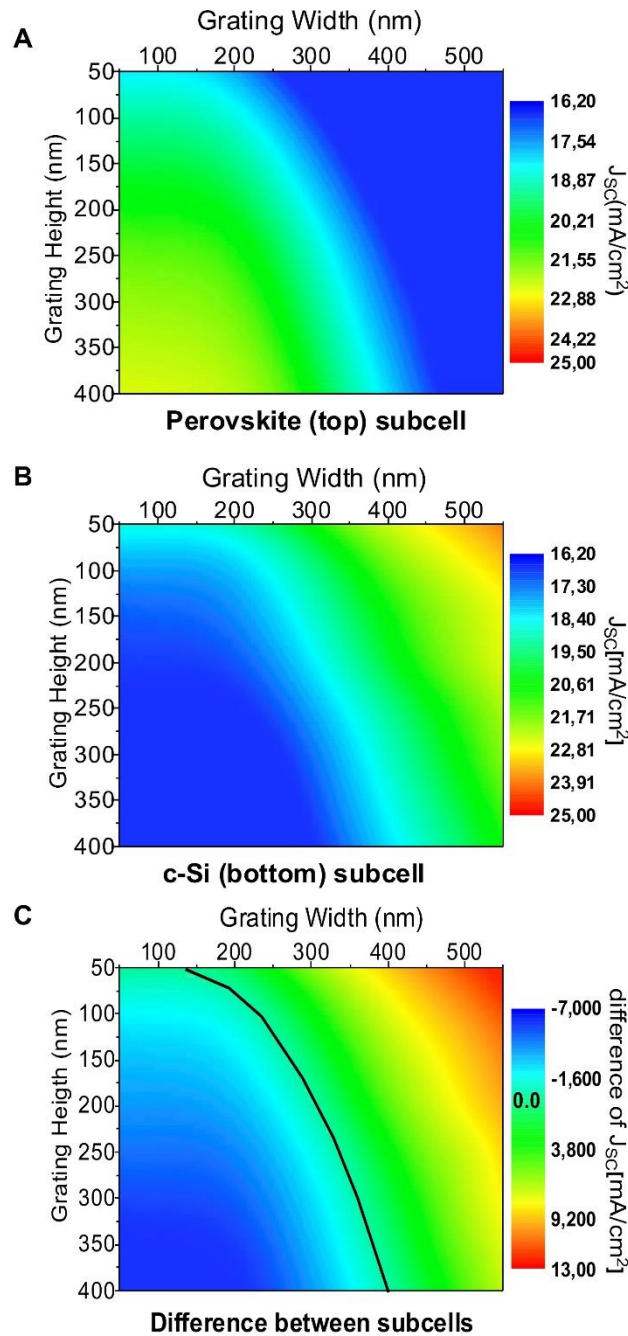 A
Grating Width (nm)
100 200 300 400 500
Grating Height (nm)
50
100
150
200
250
300
350
400
16,20
17,54
18,87
20,21
21,55
22,88
24,22
25,00
JSC(mA/cm2)
Perovskite (top) subcell
B
Grating Width (nm)
100 200 300 400 500
Grating Height (nm)
50
100
150
200
250
300
350
400
16,20
17,30
18,40
19,50
20,61
21,71
22,81
23,91
25,00
JSC[mA/cm2]
c-Si (bottom) subcell
C
Grating Width (nm)
100 200 300 400 500
Grating Heigth (nm)
50
100
150
200
250
300
350
400
-7,000
-1,600
0.0
3,800
9,200
13,00
difference of JSC[mA/cm2]
Difference between subcells